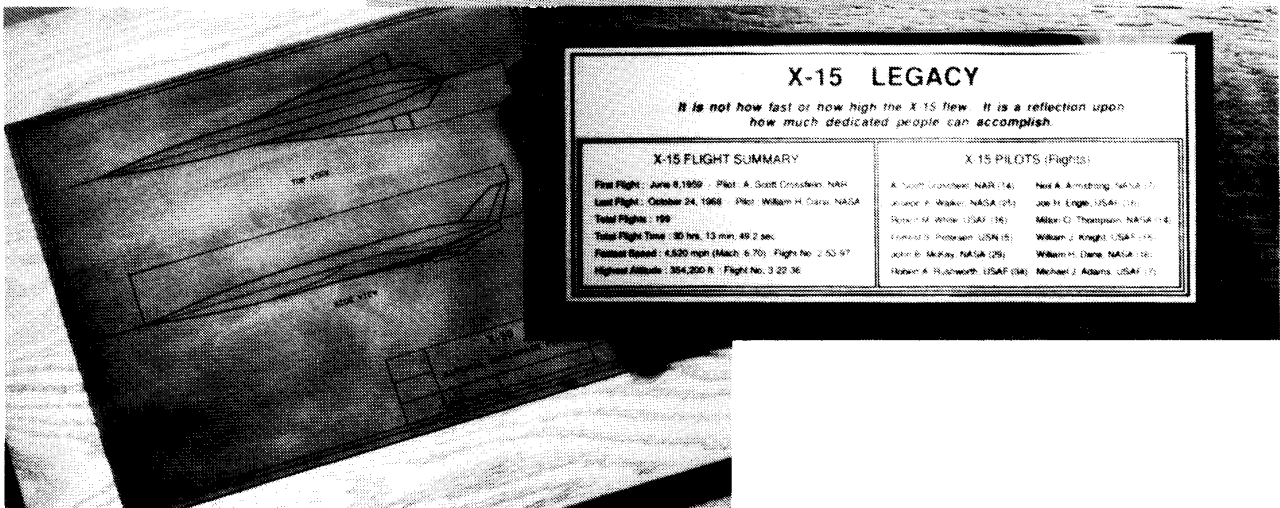 TOP VIEW
SIDE VIEW
X-15 LEGACY
It is not how fast or how high the X-15 flew. It is a reflection upon
how much dedicated people can accomplish.
X-15 FLIGHT SUMMARY
First Flight : June 8, 1959 - Pilot : A. Scott Crossfield, NAR
Last Flight : October 24, 1968 - Pilot : William H. Dana, NASA
Total Flights : 199
Total Flight Time : 30 hrs, 13 min, 49.2 sec
Fastest Speed : 4,520 mph (Mach 6.70) Flight No. 2-53-97
Highest Altitude : 354,200 ft Flight No. 3-22-36
X-15 PILOTS (Flights)
A. Scott Crossfield, NAR (14) Neil A. Armstrong, NASA (7)
Joseph A. Walker, NASA (25) Joe H. Engle, USAF (16)
Robert M. White, USAF (16) Milton O. Thompson, NASA (14)
Forrest S. Petersen, USN (5) William J. Knight, USAF
John B. McKay, NASA (29) William H. Dana, NASA (16)
Robert A. Rushworth, USAF (34) Michael J. Adams, USAF (7)